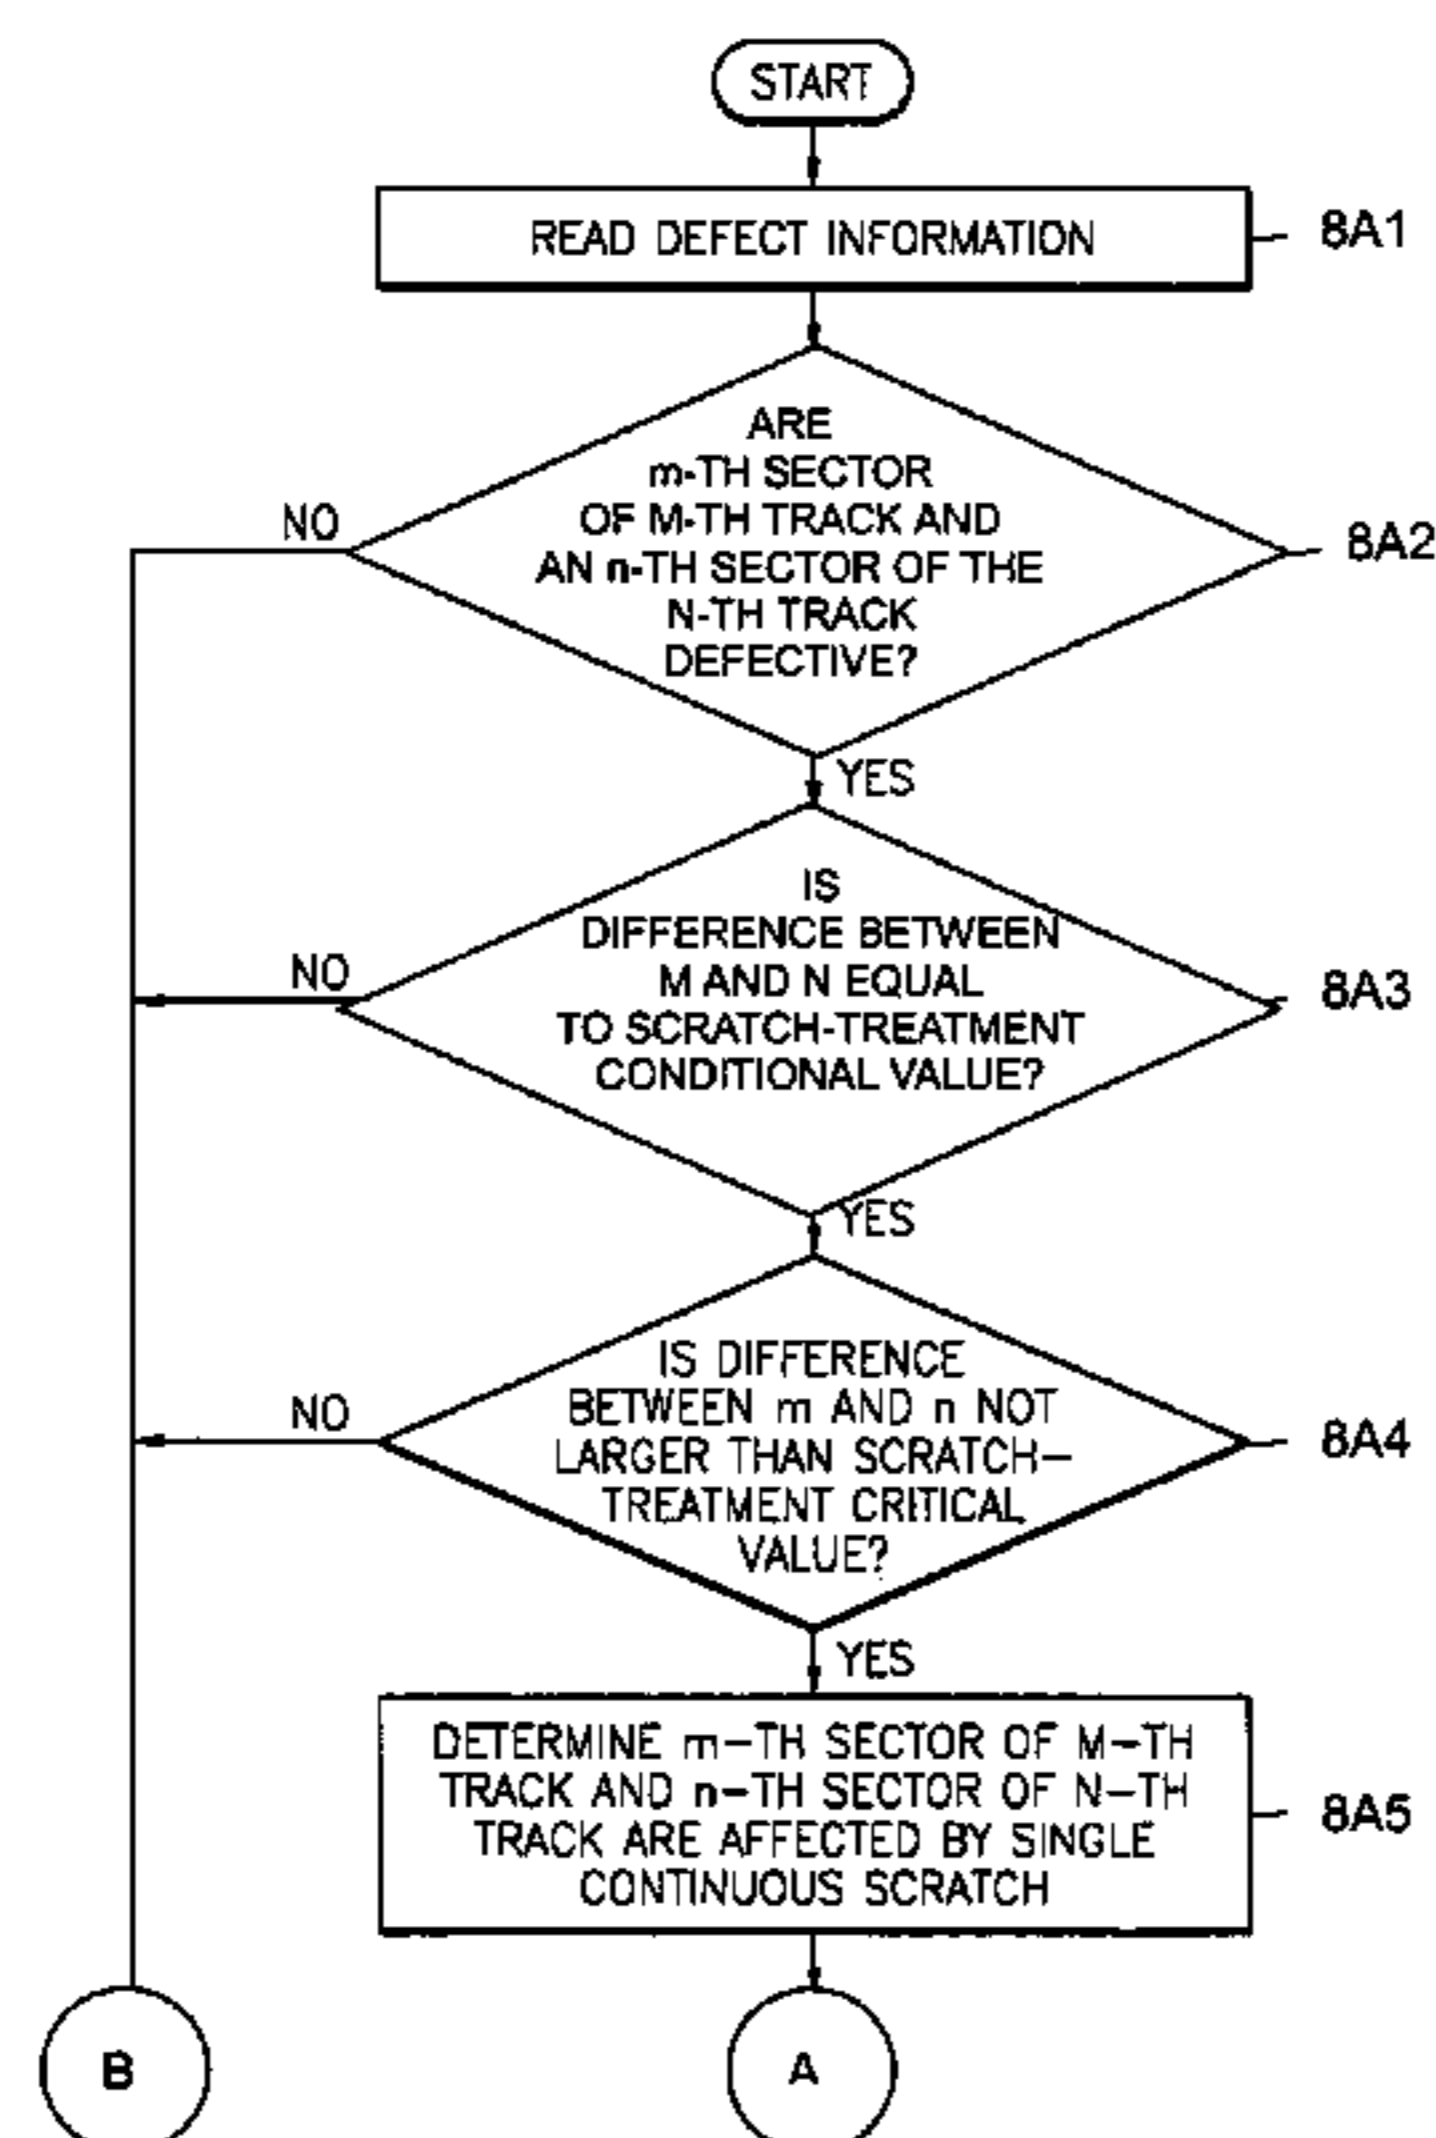 START
READ DEFECT INFORMATION
8A1
ARE
m-TH SECTOR
OF M-TH TRACK AND
AN n-TH SECTOR OF THE
N-TH TRACK
DEFECTIVE?
NO
8A2
YES
IS
DIFFERENCE BETWEEN
M AND N EQUAL
TO SCRATCH-TREATMENT
CONDITIONAL VALUE?
NO
8A3
YES
IS DIFFERENCE
BETWEEN m AND n NOT
LARGER THAN SCRATCH-
TREATMENT CRITICAL
VALUE?
NO
8A4
YES
DETERMINE m-TH SECTOR OF M-TH
TRACK AND n-TH SECTOR OF N-TH
TRACK ARE AFFECTED BY SINGLE
CONTINUOUS SCRATCH
8A5
B
A